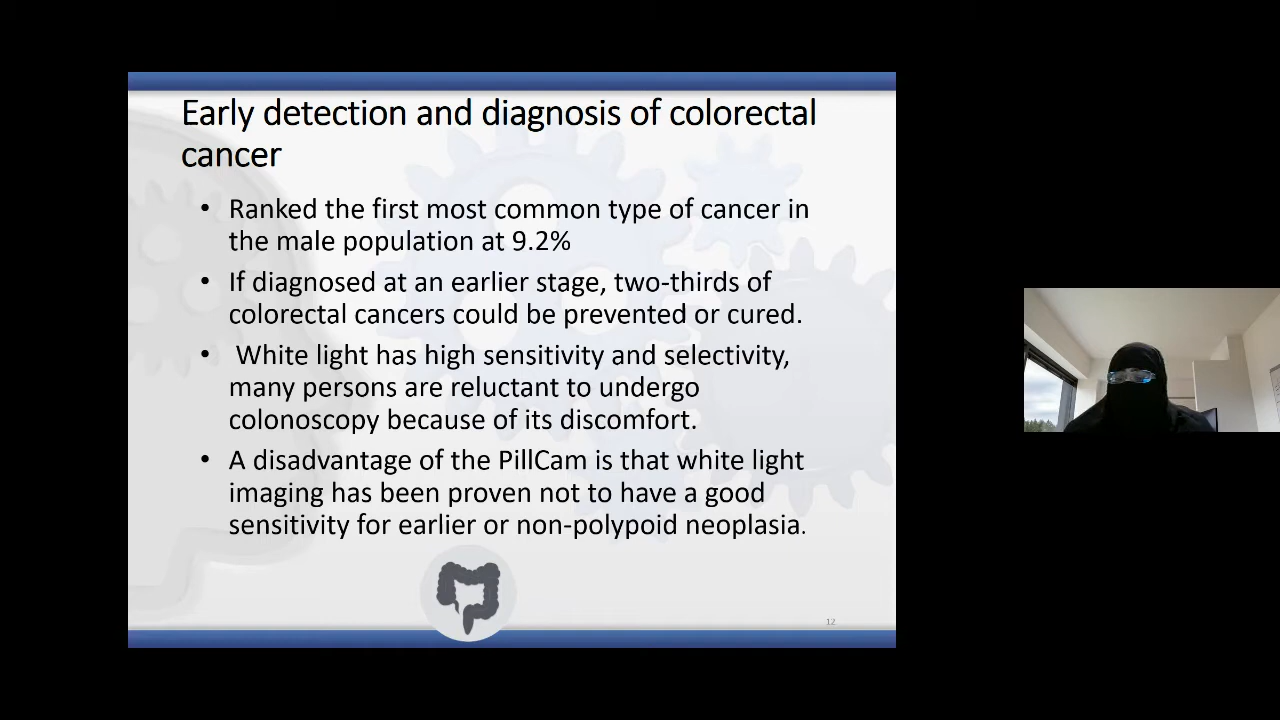 Early detection and diagnosis of colorectal
cancer
• Ranked the first most common type of cancer in
the male population at 9.2%
• If diagnosed at an earlier stage, two-thirds of
colorectal cancers could be prevented or cured.
• White light has high sensitivity and selectivity,
many persons are reluctant to undergo
colonoscopy because of its discomfort.
• A disadvantage of the PillCam is that white light
imaging has been proven not to have a good
sensitivity for earlier or non-polypoid neoplasia.
12